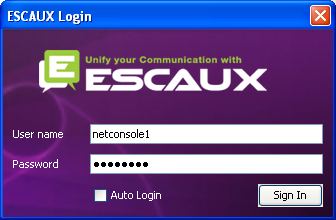 ESCAUX Login
Unify your Communication with
ESCAUX
User name
netconsole1
Password
●●●●●●●●
Auto Login
Sign In